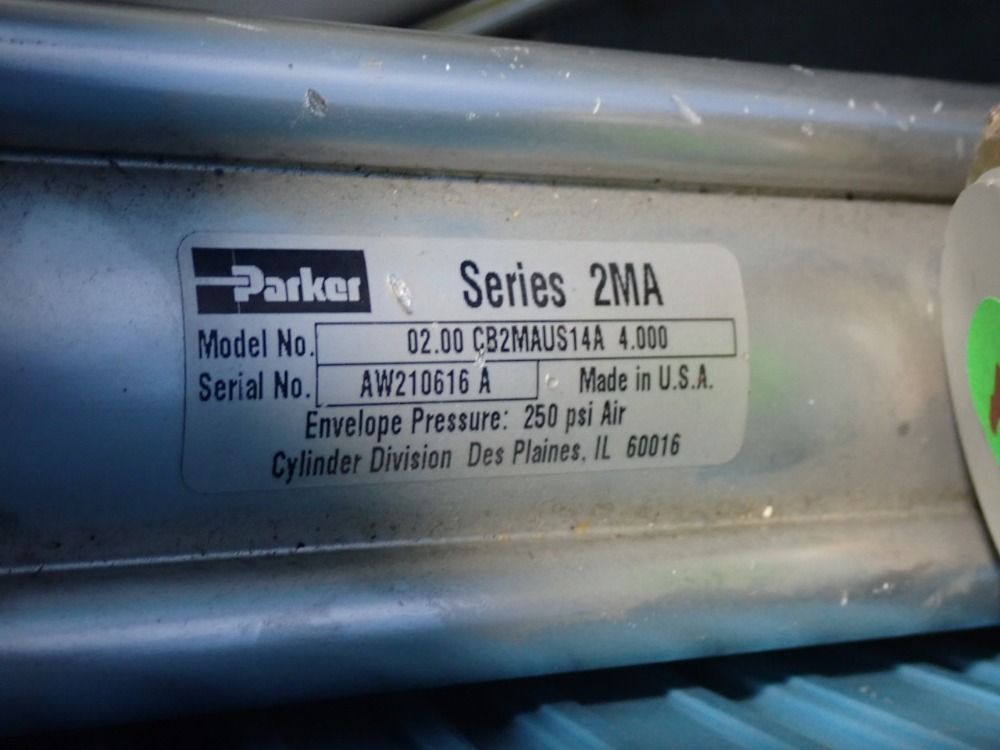 Parker Series 2MA
Model No. 02.00 CB2MAUS14A 4.000
Serial No. AW210616 A Made in U.S.A.
Envelope Pressure: 250 psi Air
Cylinder Division Des Plaines, IL 60016